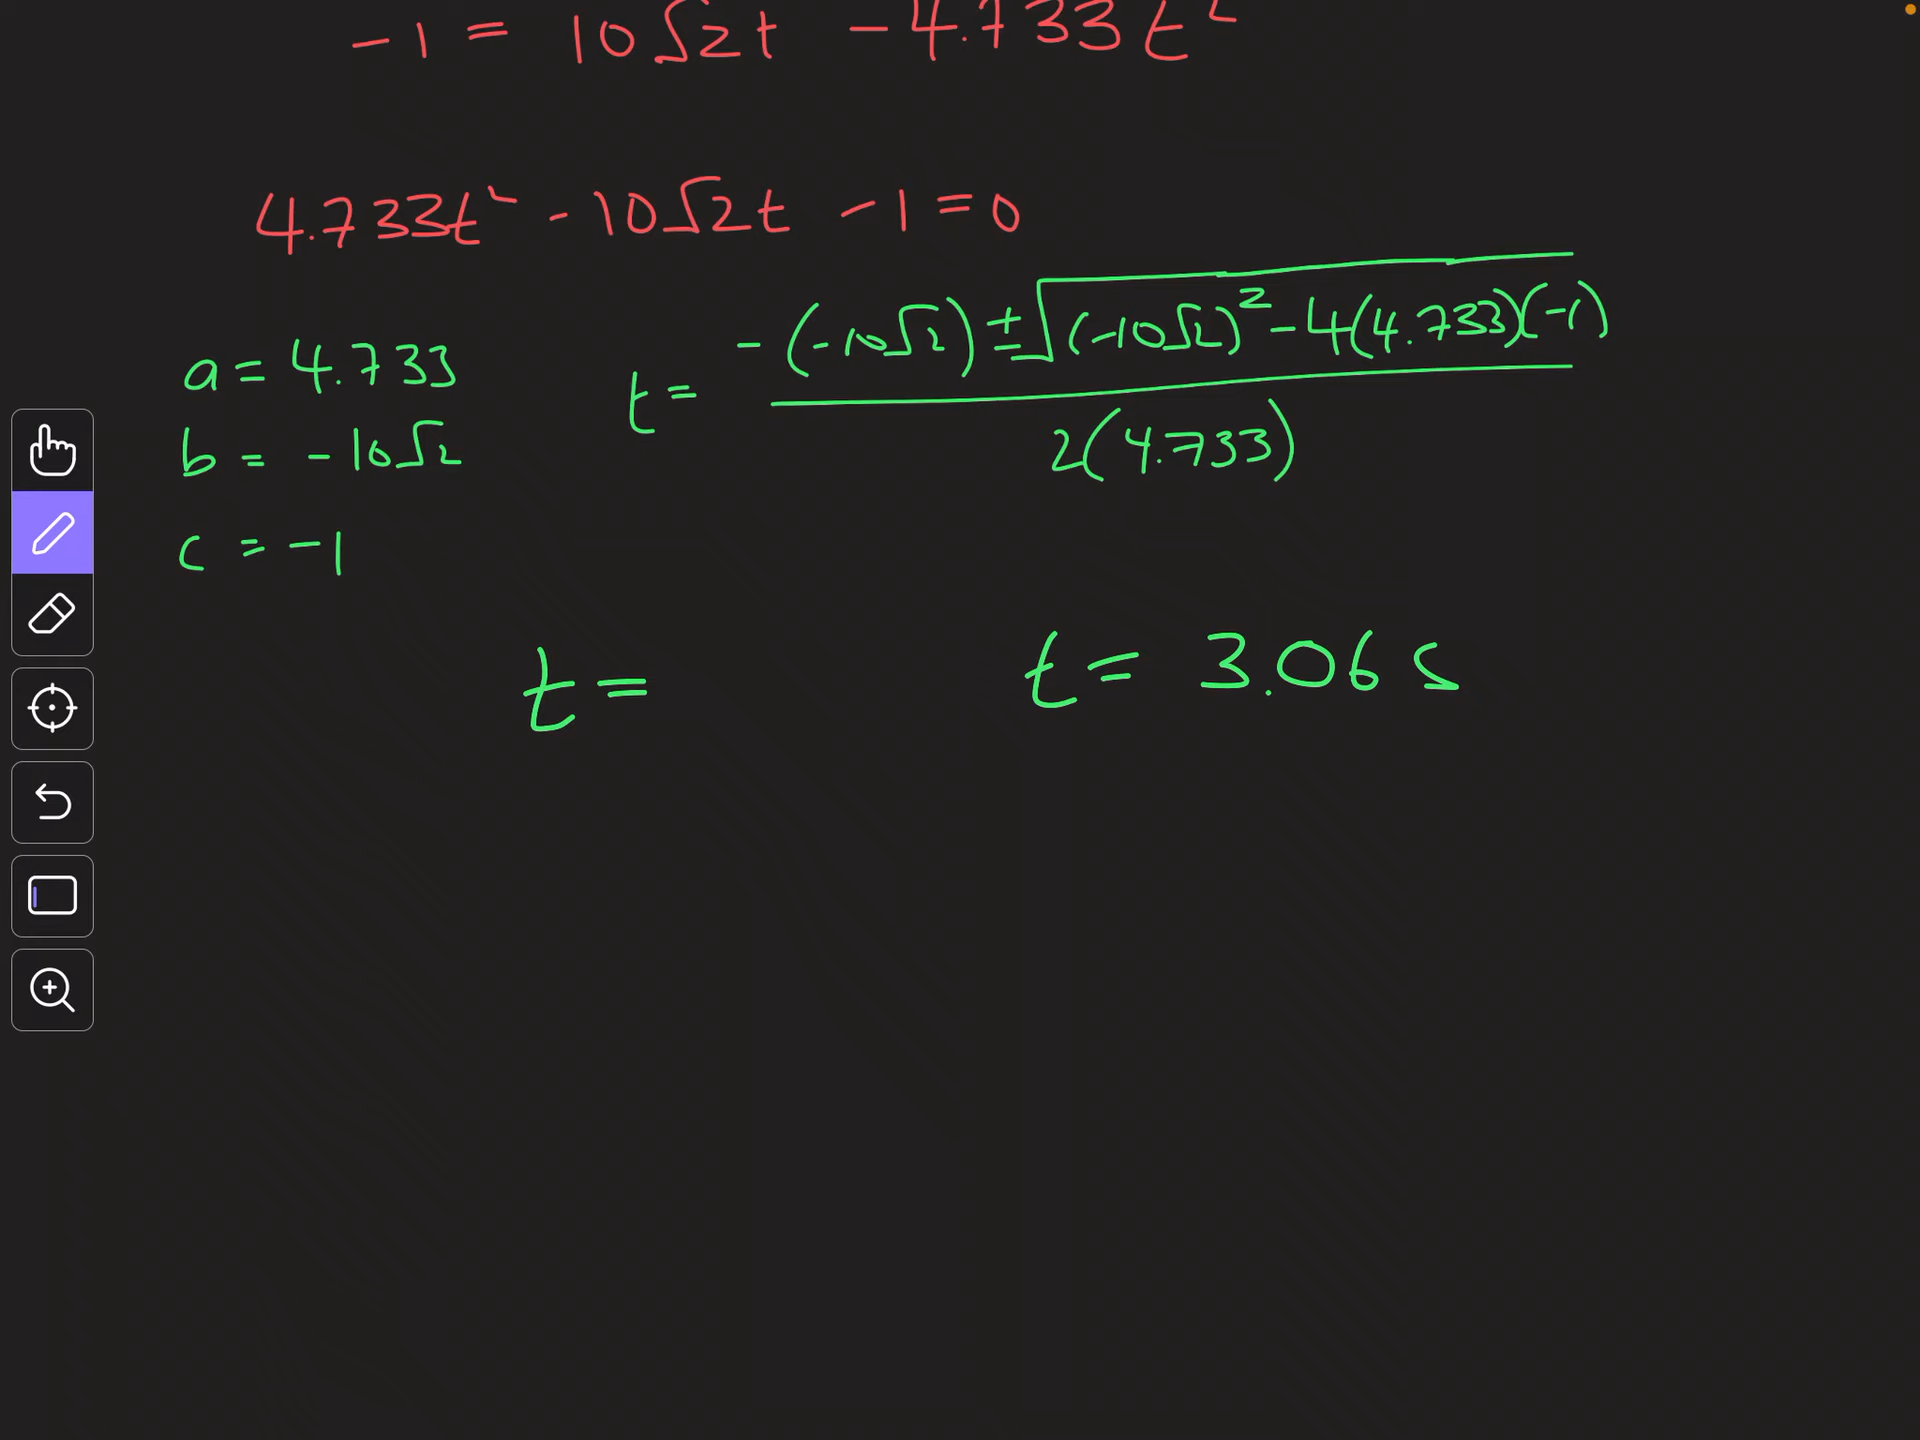 -1 = 10√2t - 4.733t²
4.733t² - 10√2t - 1 = 0
a = 4.733
b = -10√2
c = -1
t = (-(-10√2) ± √((-10√2)² - 4(4.733)(-1))) / 2(4.733)
t = t = 3.06 s